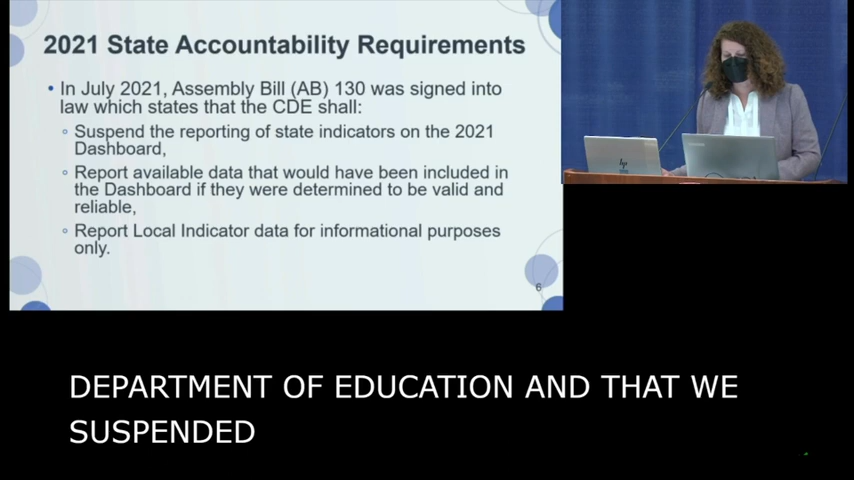 2021 State Accountability Requirements
• In July 2021, Assembly Bill (AB) 130 was signed into
law which states that the CDE shall:
◦ Suspend the reporting of state indicators on the 2021
Dashboard,
◦ Report available data that would have been included in
the Dashboard if they were determined to be valid and
reliable,
◦ Report Local Indicator data for informational purposes
only.
6
hp
DEPARTMENT OF EDUCATION AND THAT WE
SUSPENDED